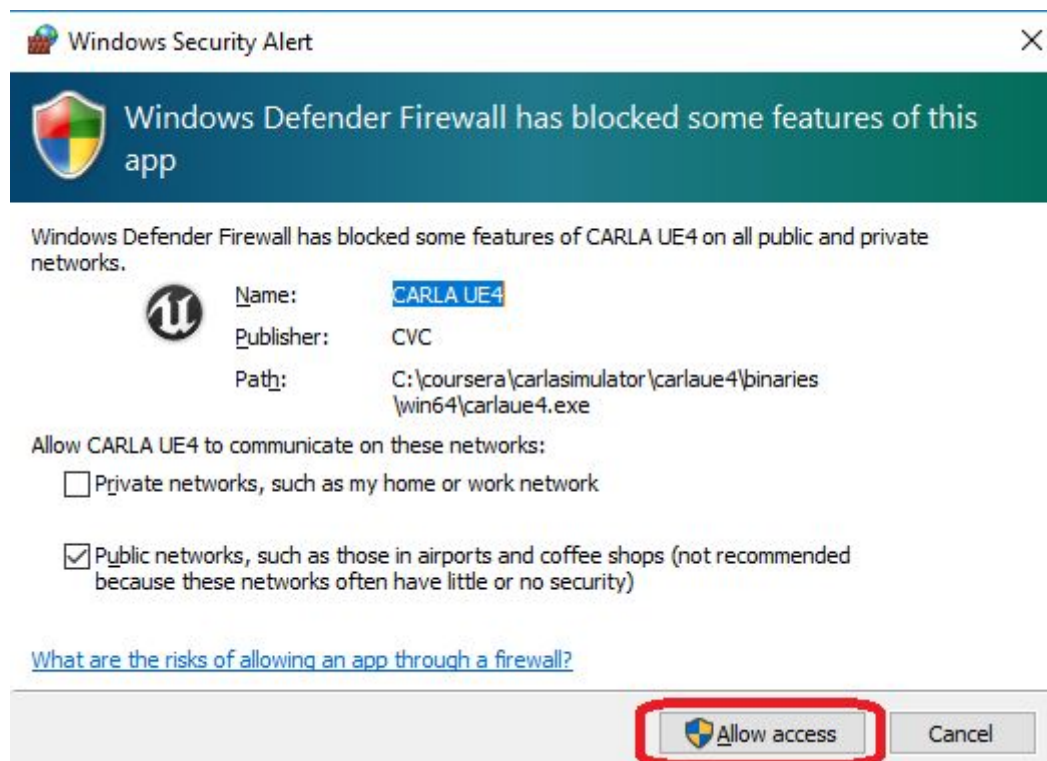 Windows Security Alert
Windows Defender Firewall has blocked some features of this
app
Windows Defender Firewall has blocked some features of CARLA UE4 on all public and private
networks.
Name: CARLA UE4
Publisher: CVC
Path: C:\coursera\carlasimulator\carlaue4\binaries
\win64\carlaue4.exe
Allow CARLA UE4 to communicate on these networks:
Private networks, such as my home or work network
Public networks, such as those in airports and coffee shops (not recommended
because these networks often have little or no security)
What are the risks of allowing an app through a firewall?
Allow access Cancel